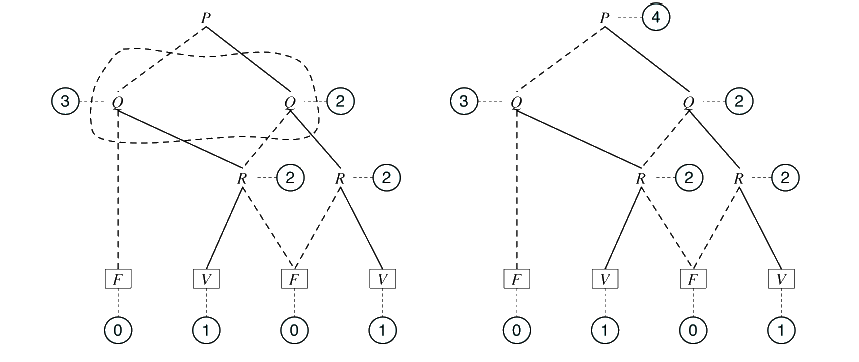 P P 4
3 Q Q 2 3 Q Q 2
R 2 R 2 R 2 R 2
F V F V F V F V
0 1 0 1 0 1 0 1